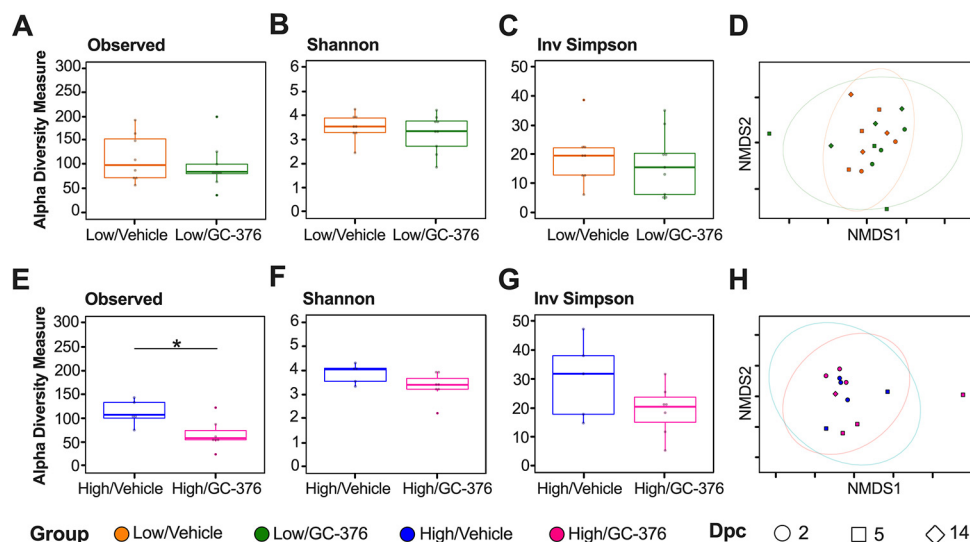 A
Observed
B
Shannon
C
Inv Simpson
D
Alpha Diversity Measure
300
250
200
150
100
50
0
Low/Vehicle Low/GC-376
6
5
4
3
2
1
0
Low/Vehicle Low/GC-376
50
40
30
20
10
0
Low/Vehicle Low/GC-376
NMDS2
NMDS1
E
Observed
F
Shannon
G
Inv Simpson
H
Alpha Diversity Measure
300
250
200
150
100
50
0
*
High/Vehicle High/GC-376
6
5
4
3
2
1
0
High/Vehicle High/GC-376
50
40
30
20
10
0
High/Vehicle High/GC-376
NMDS2
NMDS1
Group Low/Vehicle Low/GC-376 High/Vehicle High/GC-376 Dpc 2 5 14